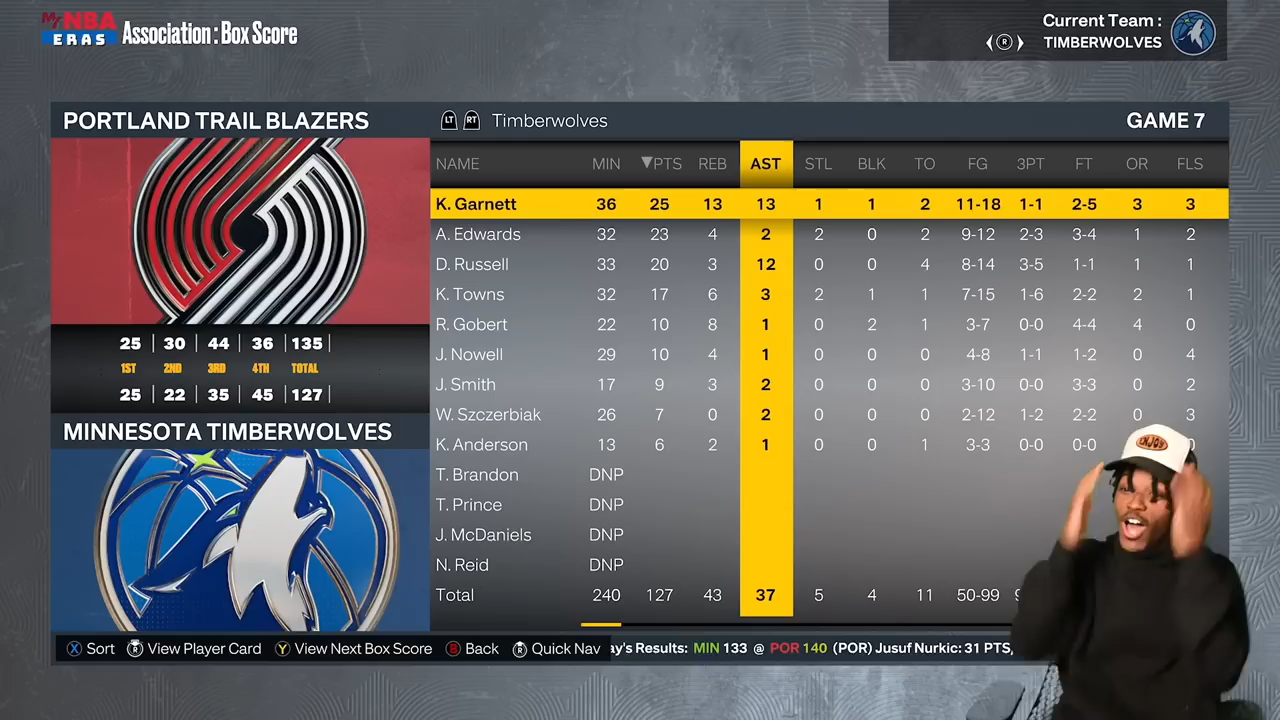 My NBA ERAS Association : Box Score
Current Team :
R TIMBERWOLVES
PORTLAND TRAIL BLAZERS
25 | 30 | 44 | 36 | 135 |
1ST 2ND 3RD 4TH TOTAL
25 | 22 | 35 | 45 | 127 |
MINNESOTA TIMBERWOLVES
LT RT Timberwolves GAME 7
NAME MIN ▼PTS REB AST STL BLK TO FG 3PT FT OR FLS
K. Garnett 36 25 13 13 1 1 2 11-18 1-1 2-5 3 3
A. Edwards 32 23 4 2 2 0 2 9-12 2-3 3-4 1 2
D. Russell 33 20 3 12 0 0 4 8-14 3-5 1-1 1 1
K. Towns 32 17 6 3 2 1 1 7-15 1-6 2-2 2 1
R. Gobert 22 10 8 1 0 2 1 3-7 0-0 4-4 4 0
J. Nowell 29 10 4 1 0 0 0 4-8 1-1 1-2 0 4
J. Smith 17 9 3 2 0 0 0 3-10 0-0 3-3 0 2
W. Szczerbiak 26 7 0 2 0 0 0 2-12 1-2 2-2 0 3
K. Anderson 13 6 2 1 0 0 1 3-3 0-0 0-0
T. Brandon DNP
T. Prince DNP
J. McDaniels DNP
N. Reid DNP
Total 240 127 43 37 5 4 11 50-99
ENJOY
X Sort R View Player Card Y View Next Box Score B Back R Quick Nav
ay's Results: MIN 133 @ POR 140 (POR) Jusuf Nurkic: 31 PTS,